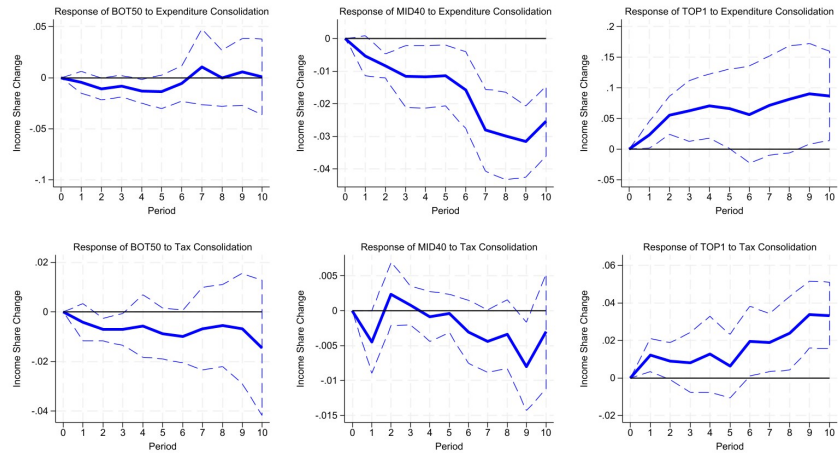 Response of BOT50 to Expenditure Consolidation
Income Share Change
.05
0
-.05
-.1
0 1 2 3 4 5 6 7 8 9 10
Period
Response of MID40 to Expenditure Consolidation
Income Share Change
0
-.01
-.02
-.03
-.04
0 1 2 3 4 5 6 7 8 9 10
Period
Response of TOP1 to Expenditure Consolidation
Income Share Change
.2
.15
.1
.05
0
-.05
0 1 2 3 4 5 6 7 8 9 10
Period
Response of BOT50 to Tax Consolidation
Income Share Change
.02
0
-.02
-.04
0 1 2 3 4 5 6 7 8 9 10
Period
Response of MID40 to Tax Consolidation
Income Share Change
.005
0
-.005
-.01
-.015
0 1 2 3 4 5 6 7 8 9 10
Period
Response of TOP1 to Tax Consolidation
Income Share Change
.06
.04
.02
0
-.02
0 1 2 3 4 5 6 7 8 9 10
Period